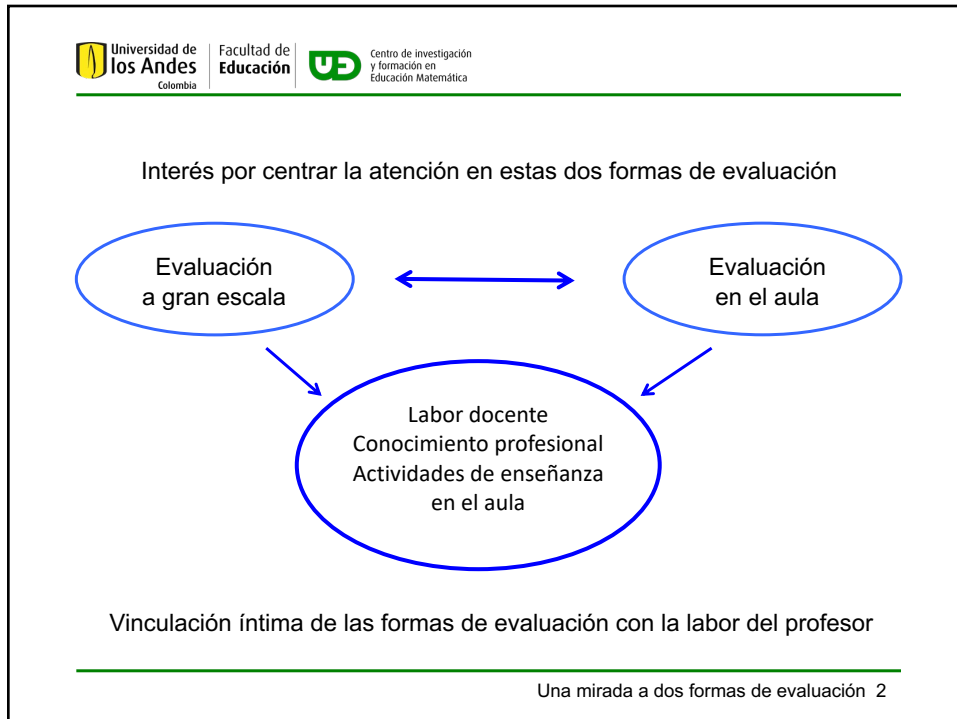 Universidad de
los Andes
Colombia
Facultad de
Educación
UED
Centro de investigación
y formación en
Educación Matemática
Interés por centrar la atención en estas dos formas de evaluación
Evaluación
a gran escala
Evaluación
en el aula
Labor docente
Conocimiento profesional
Actividades de enseñanza
en el aula
Vinculación íntima de las formas de evaluación con la labor del profesor
Una mirada a dos formas de evaluación 2